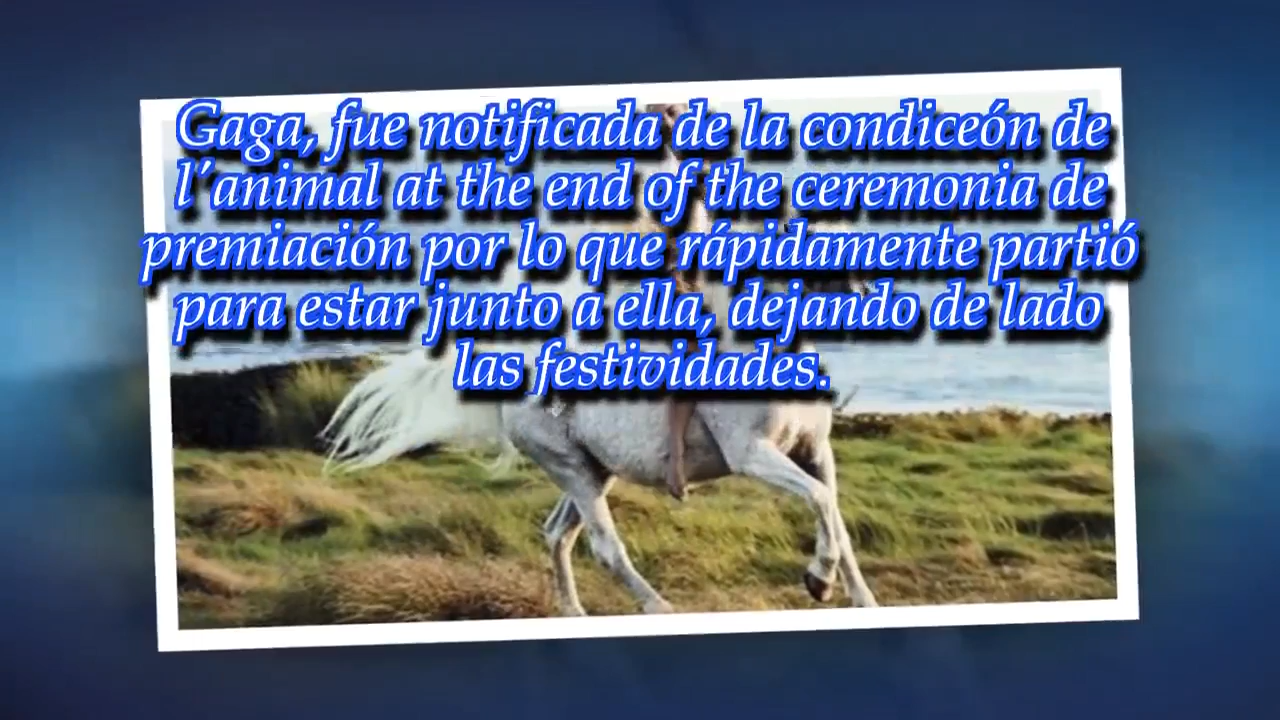 Gaga, fue notificada de la condiceón de
l´animal at the end of the ceremonia de
premiación por lo que rápidamente partió
para estar junto a ella, dejando de lado
las festividades.